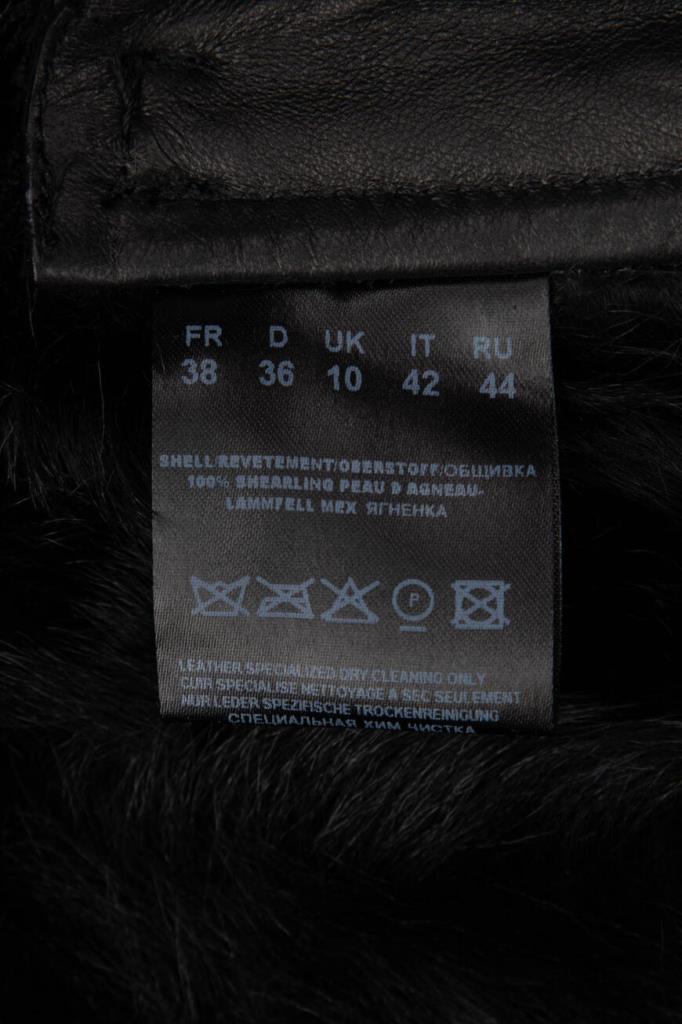 FR D UK IT RU
38 36 10 42 44
SHELL/REVETEMENT/OBERSTOFF/ОБЩИВКА
100% SHEARLING PEAU D AGNEAU-
LAMMFELL МЕХ ЯГНЕНКА
P
LEATHER SPECIALIZED DRY CLEANING ONLY
CUIR SPECIALISE NETTOYAGE A SEC SEULEMENT
NUR LEDER SPEZIFISCHE TROCKENREINIGUNG
СПЕЦИАЛЬНАЯ ХИМ ЧИСТКА